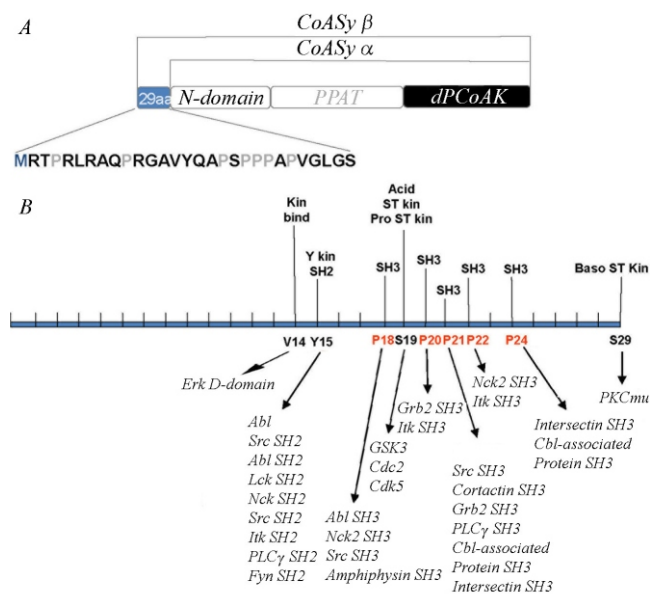 A
CoASy β
CoASy α
29aa N-domain PPAT dPCoAK
MRTPRLRAQPRGAVYQAPSPPPAPVGLGS
B
Kin
bind
Y kin
SH2
Acid
ST kin
Pro ST kin
SH3
SH3
SH3
SH3
SH3
Baso ST Kin
V14 Y15 P18 S19 P20 P21 P22 P24 S29
Erk D-domain
Abl
Src SH2
Abl SH2
Lck SH2
Nck SH2
Src SH2
Itk SH2
PLCγ SH2
Fyn SH2
Abl SH3
Nck2 SH3
Src SH3
Amphiphysin SH3
GSK3
Cdc2
Cdk5
Grb2 SH3
Itk SH3
Src SH3
Cortactin SH3
Grb2 SH3
PLCγ SH3
Cbl-associated
Protein SH3
Intersectin SH3
Nck2 SH3
Itk SH3
Intersectin SH3
Cbl-associated
Protein SH3
PKCmu